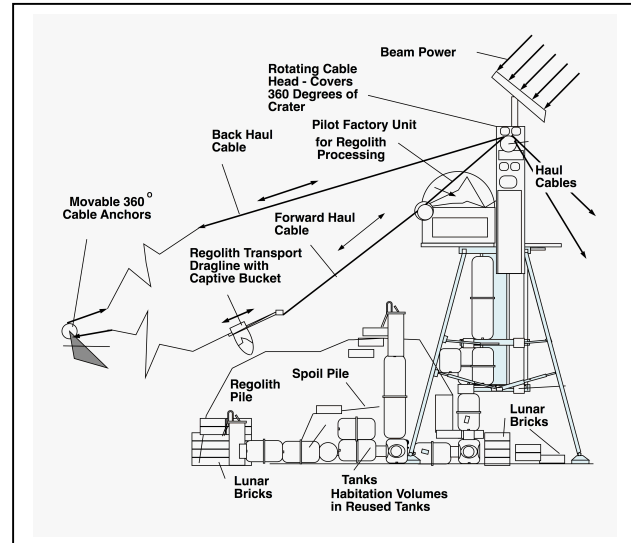 Beam Power
Rotating Cable
Head - Covers
360 Degrees of
Crater
Pilot Factory Unit
for Regolith
Processing
Back Haul
Cable
Haul
Cables
Movable 360 o
Cable Anchors
Forward Haul
Cable
Regolith Transport
Dragline with
Captive Bucket
Regolith
Pile
Spoil Pile
Lunar
Bricks
Lunar
Bricks
Tanks
Habitation Volumes
in Reused Tanks